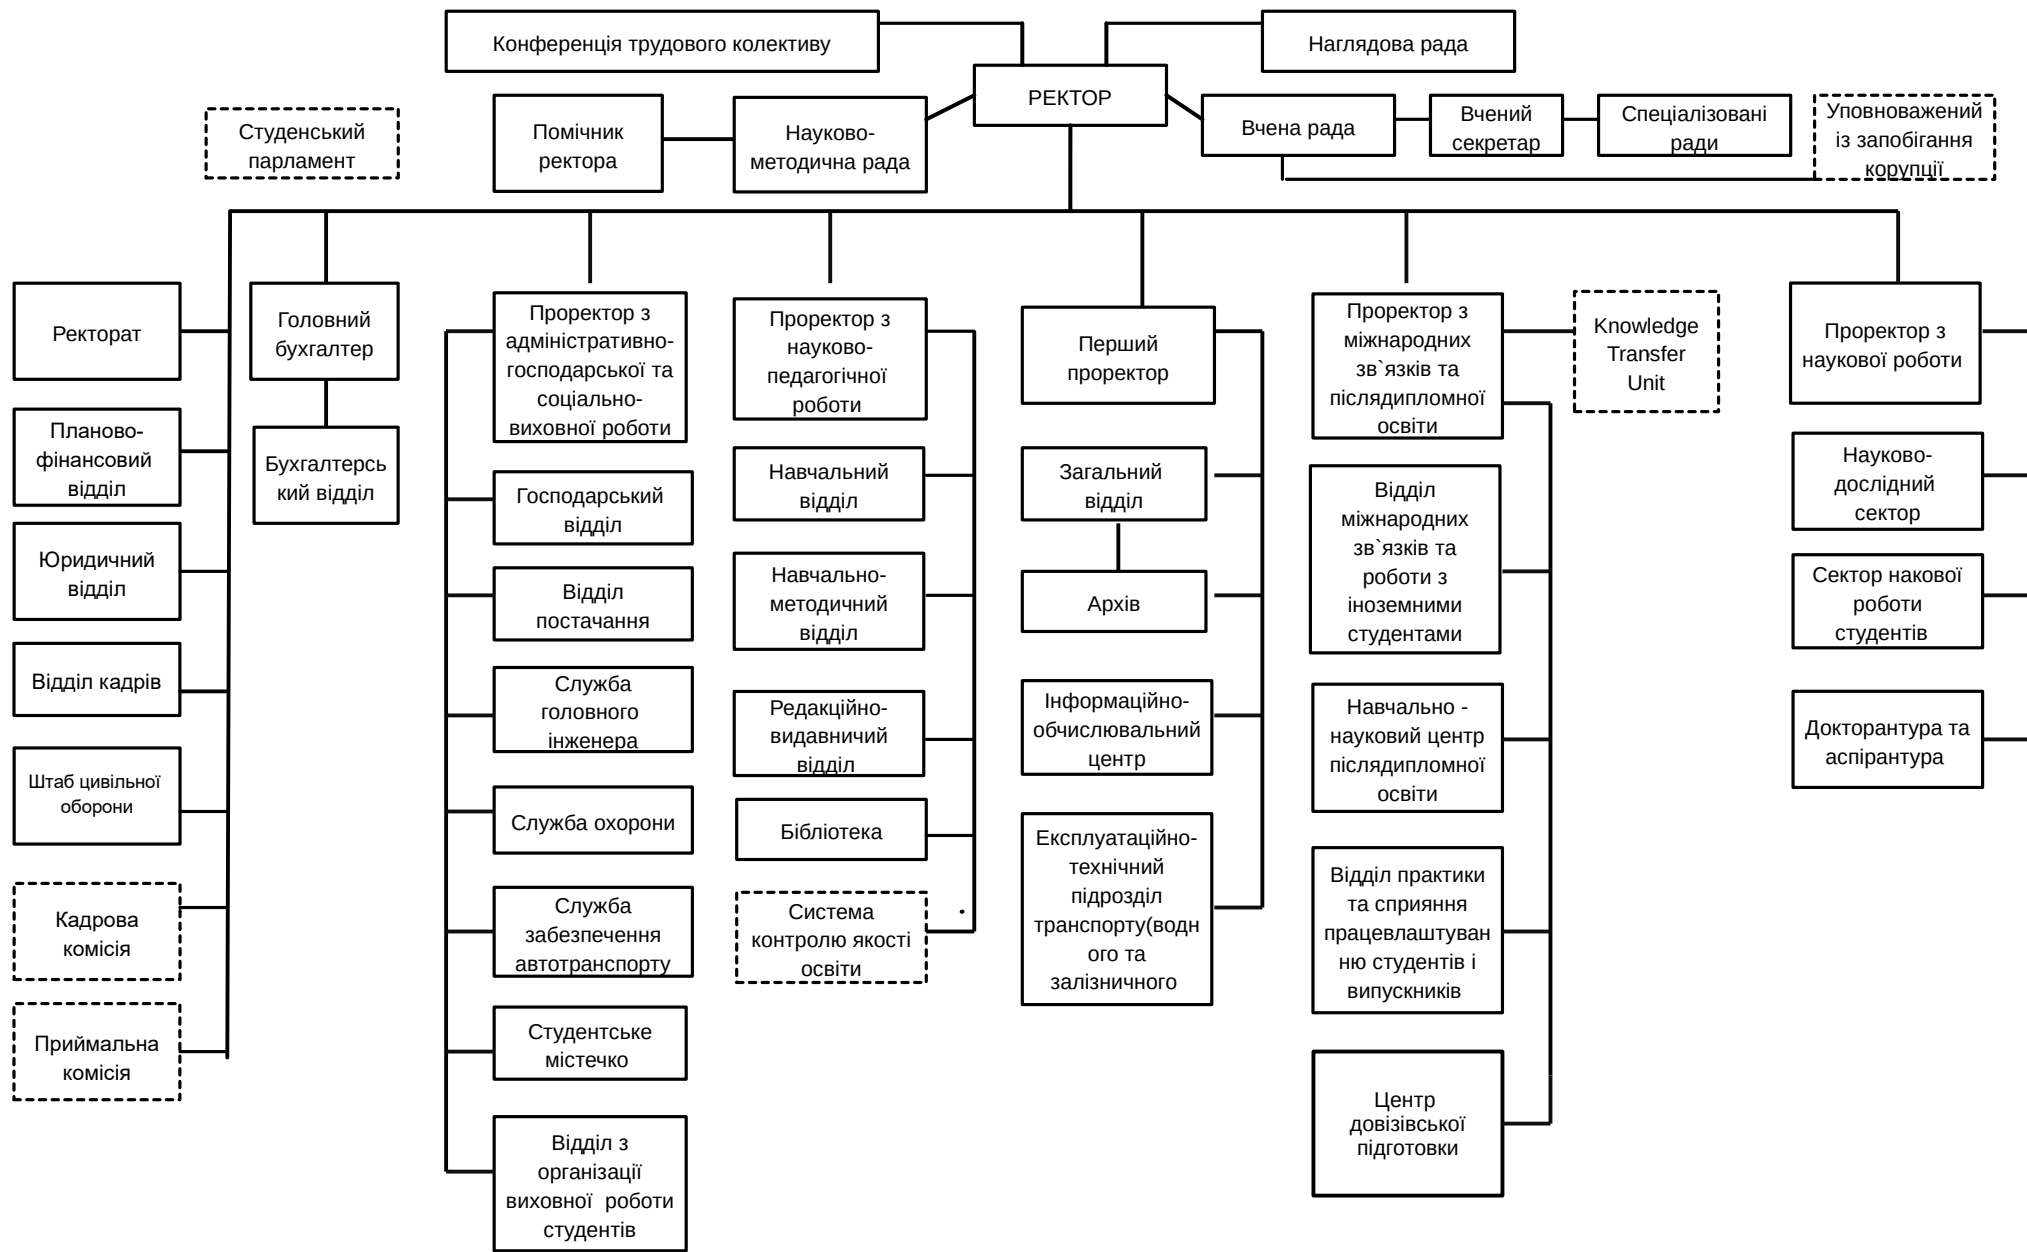 Конференція трудового колективу
Наглядова рада
РЕКТОР
Студенський
парламент
Помічник
ректора
Науково-
методична рада
Вчена рада
Вчений
секретар
Спеціалізовані
ради
Уповноважений
із запобігання
корупції
Ректорат
Планово-
фінансовий
відділ
Юридичний
відділ
Відділ кадрів
Штаб цивільної
оборони
Кадрова
комісія
Приймальна
комісія
Головний
бухгалтер
Бухгалтерсь
кий відділ
Проректор з
адміністративно-
господарської та
соціально-
виховної роботи
Господарський
відділ
Відділ
постачання
Служба
головного
інженера
Служба охорони
Служба
забезпечення
автотранспорту
Студентське
містечко
Відділ з
організації
виховної  роботи
студентів
Проректор з
науково-
педагогічної
роботи
Навчальний
відділ
Навчально-
методичний
відділ
Редакційно-
видавничий
відділ
Бібліотека
Система
контролю якості
освіти
Перший
проректор
Загальний
відділ
Архів
Інформаційно-
обчислювальний
центр
Експлуатаційно-
технічний
підрозділ
транспорту(водн
ого та
залізничного
Проректор з
міжнародних
зв`язків та
післядипломної
освіти
Knowledge
Transfer
Unit
Відділ
міжнародних
зв`язків та
роботи з
іноземними
студентами
Навчально -
науковий центр
післядипломної
освіти
Відділ практики
та сприяння
працевлаштуван
ню студентів і
випускників
Центр
довізівської
підготовки
Проректор з
наукової роботи
Науково-
дослідний
сектор
Сектор накової
роботи
студентів
Докторантура та
аспірантура